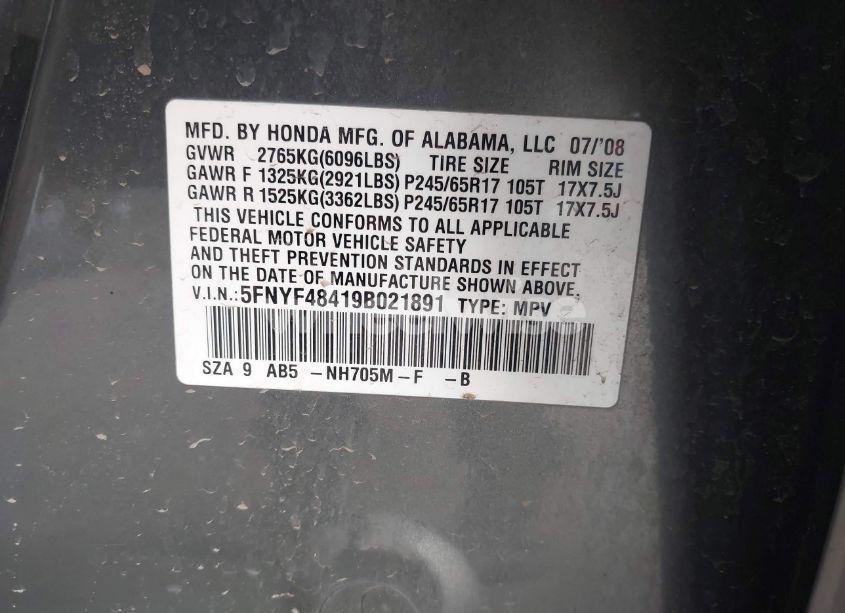 MFD. BY HONDA MFG. OF ALABAMA, LLC 07/'08
GVWR 2765KG(6096LBS) TIRE SIZE RIM SIZE
GAWR F 1325KG(2921LBS) P245/65R17 105T 17X7.5J
GAWR R 1525KG(3362LBS) P245/65R17 105T 17X7.5J
THIS VEHICLE CONFORMS TO ALL APPLICABLE
FEDERAL MOTOR VEHICLE SAFETY
AND THEFT PREVENTION STANDARDS IN EFFECT
ON THE DATE OF MANUFACTURE SHOWN ABOVE.
V.I.N.: 5FNYF48419B021891 TYPE: MPV
SZA 9 AB5 -NH705M-F -B